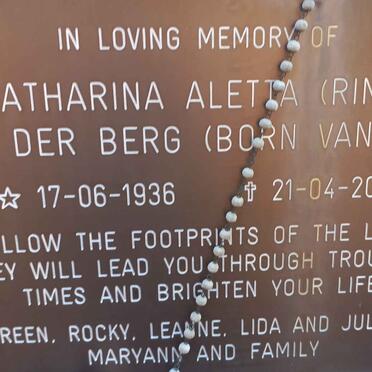 IN LOVING MEMORY OF
ATHARINA ALETTA (RIN
DER BERG (BORN VAN
☆ 17-06-1936 ✝ 21-04-20
LLOW THE FOOTPRINTS OF THE L
EY WILL LEAD YOU THROUGH TROU
TIMES AND BRIGHTEN YOUR LIFE
REEN, ROCKY, LEANNE, LIDA AND JUL
MARYANN AND FAMILY